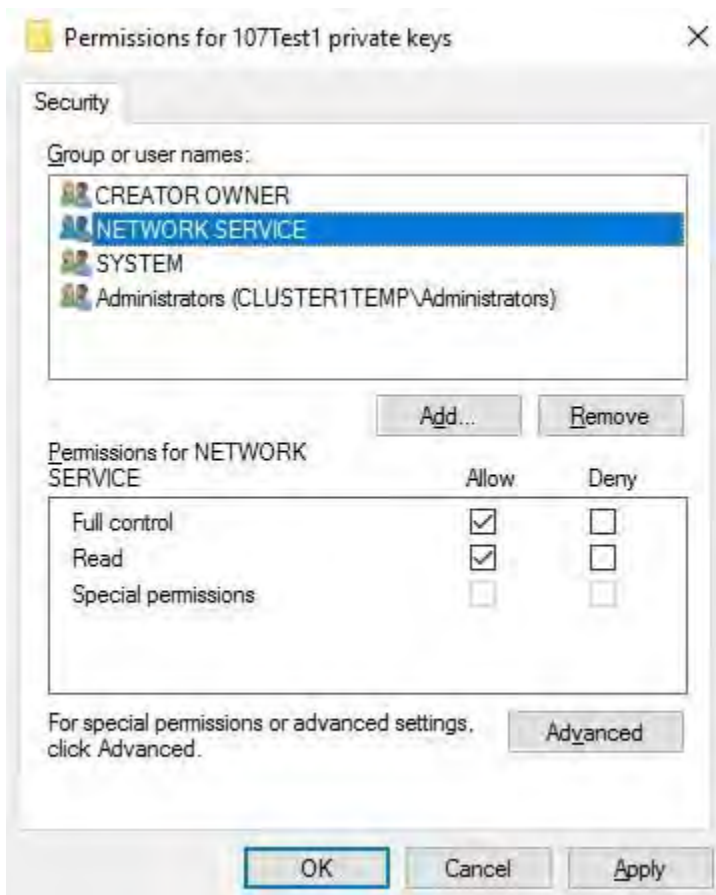 Permissions for 107Test1 private keys
Security
Group or user names:
CREATOR OWNER
NETWORK SERVICE
SYSTEM
Administrators (CLUSTER1TEMP\Administrators)
Add...
Remove
Permissions for NETWORK
SERVICE
Allow
Deny
Full control
Read
Special permissions
For special permissions or advanced settings,
click Advanced.
Advanced
OK
Cancel
Apply